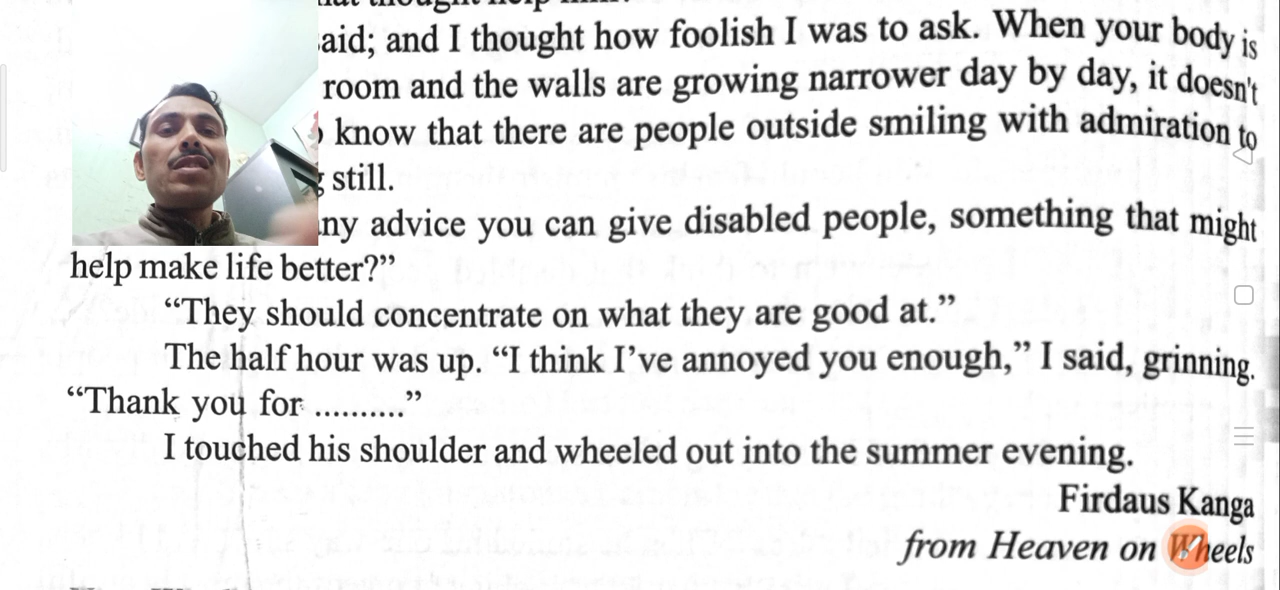 aid; and I thought how foolish I was to ask. When your body is
room and the walls are growing narrower day by day, it doesn't
know that there are people outside smiling with admiration to
still.
ny advice you can give disabled people, something that might
help make life better?”
“They should concentrate on what they are good at.”
The half hour was up. “I think I’ve annoyed you enough,” I said, grinning.
“Thank you for .........”
I touched his shoulder and wheeled out into the summer evening.
Firdaus Kanga
from Heaven on Wheels